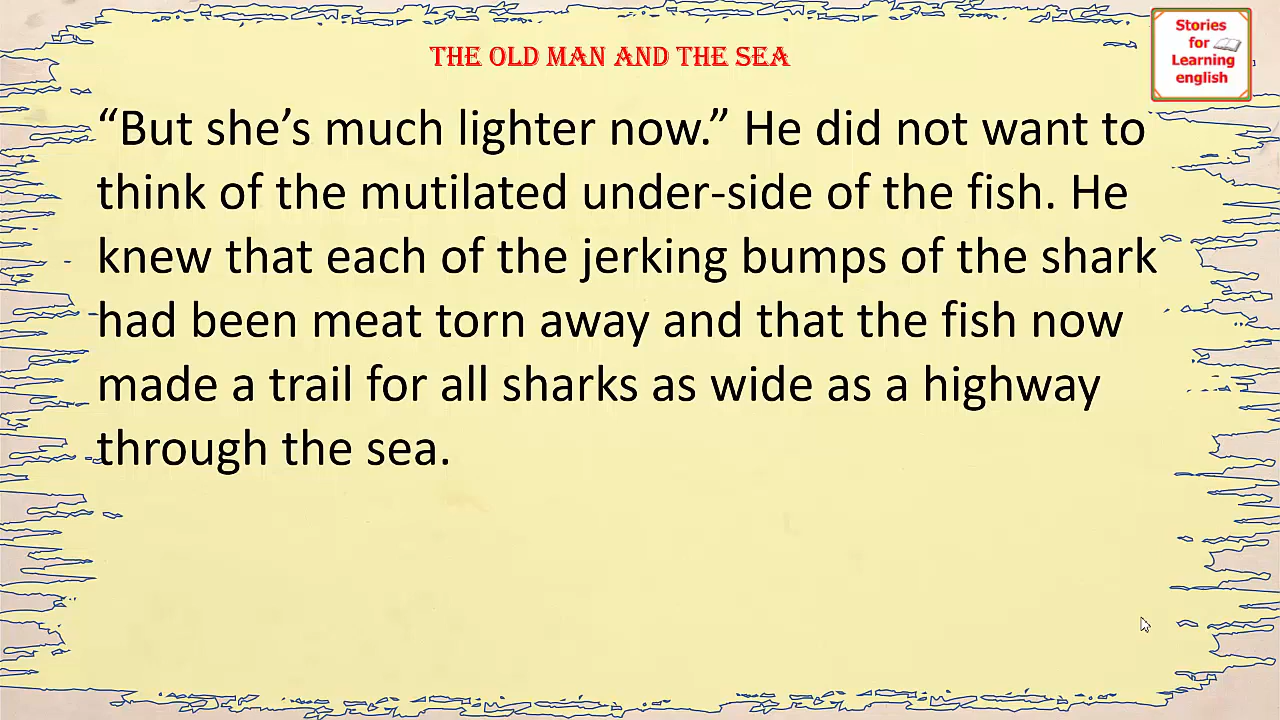 THE OLD MAN AND THE SEA
Stories
for
Learning
english
“But she’s much lighter now.” He did not want to
think of the mutilated under-side of the fish. He
knew that each of the jerking bumps of the shark
had been meat torn away and that the fish now
made a trail for all sharks as wide as a highway
through the sea.